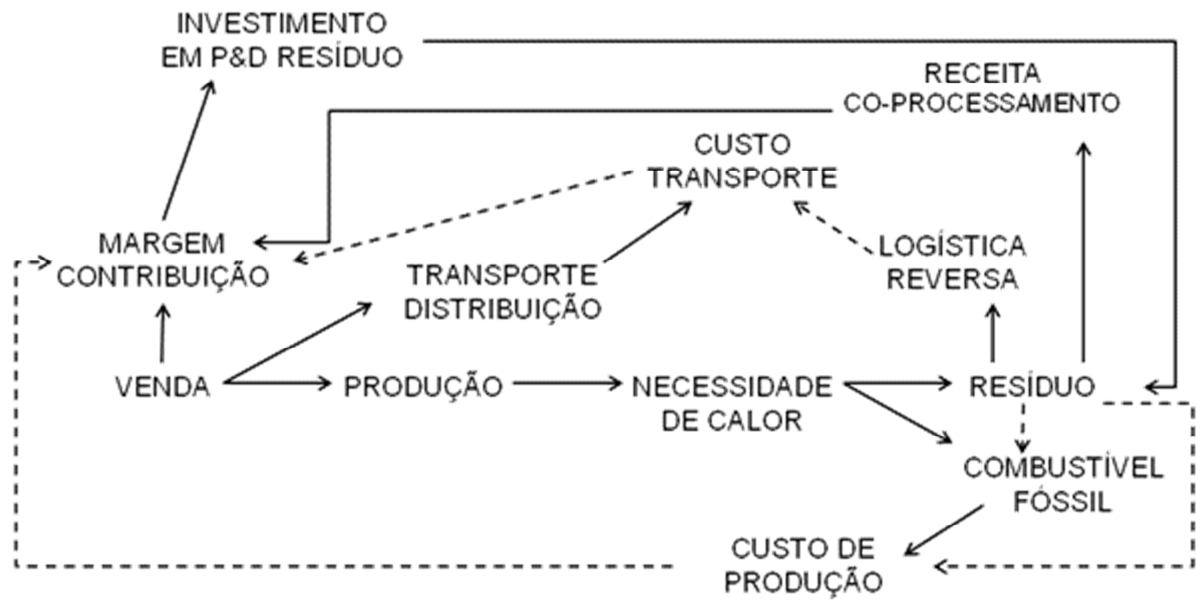 INVESTIMENTO
EM P&D RESÍDUO
RECEITA
CO-PROCESSAMENTO
CUSTO
TRANSPORTE
MARGEM
CONTRIBUIÇÃO
TRANSPORTE
DISTRIBUIÇÃO
LOGÍSTICA
REVERSA
VENDA
PRODUÇÃO
NECESSIDADE
DE CALOR
RESÍDUO
COMBUSTÍVEL
FÓSSIL
CUSTO DE
PRODUÇÃO